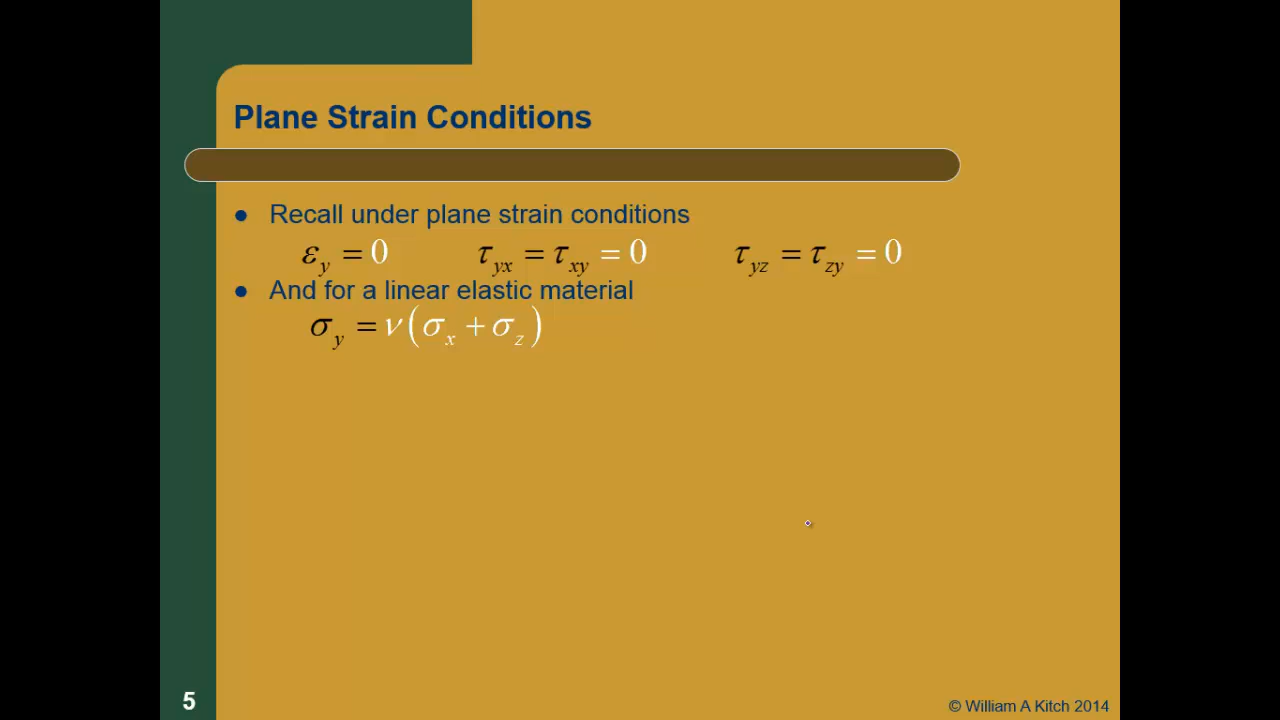 Plane Strain Conditions
● Recall under plane strain conditions
ε_y = 0 τ_yx = τ_xy = 0 τ_yz = τ_zy = 0
● And for a linear elastic material
σ_y = ν(σ_x + σ_z)
5
© William A Kitch 2014